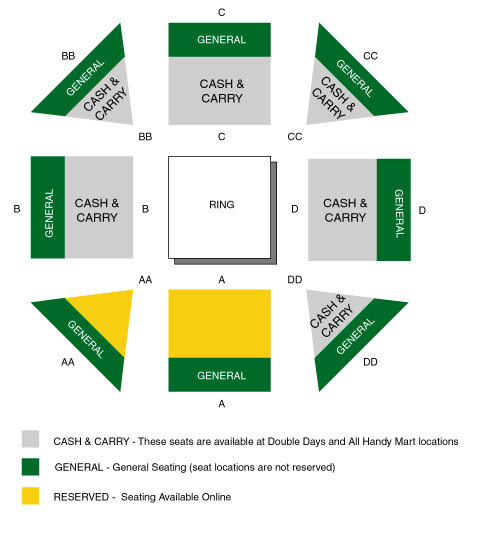 C
BB
GENERAL
CC
GENERAL
CASH &
CARRY
GENERAL
CASH &
CARRY
CASH &
CARRY
BB
C
CC
B
GENERAL
CASH &
CARRY
B
RING
D
CASH &
CARRY
GENERAL
D
AA
A
DD
GENERAL
AA
GENERAL
A
CASH &
CARRY
GENERAL
DD
CASH & CARRY - These seats are available at Double Days and All Handy Mart locations
GENERAL - General Seating (seat locations are not reserved)
RESERVED - Seating Available Online